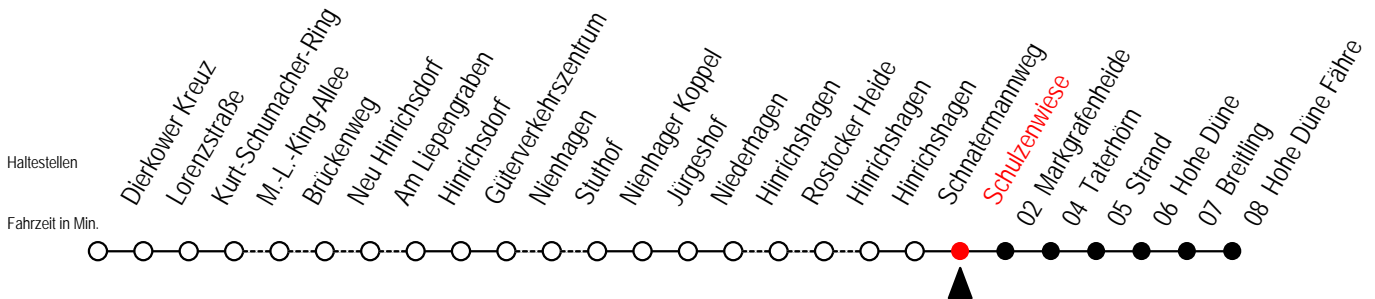 Haltestellen
Fahrzeit in Min.
Dierkower Kreuz
Lorenzstraße
Kurt-Schumacher-Ring
M.-L.-King-Allee
Brückenweg
Neu Hinrichsdorf
Am Liepengraben
Hinrichsdorf
Güterverkehrszentrum
Nienhagen
Stuthof
Nienhager Koppel
Jürgeshof
Niederhagen
Hinrichshagen
Rostocker Heide
Hinrichshagen
Hinrichshagen
Schnatermannweg
Schulzenwiese
02 Markgrafenheide
04 Taterhörn
05 Strand
06 Hohe Düne
07 Breitling
08 Hohe Düne Fähre